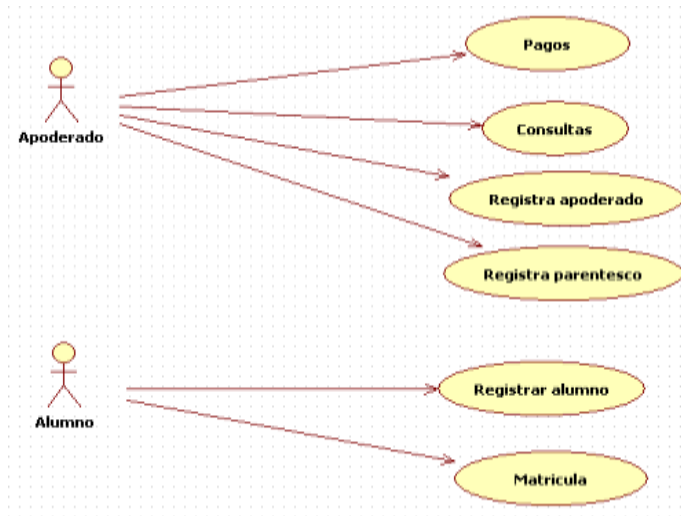 Pagos
Apoderado
Consultas
Registra apoderado
Registra parentesco
Registrar alumno
Alumno
Matricula